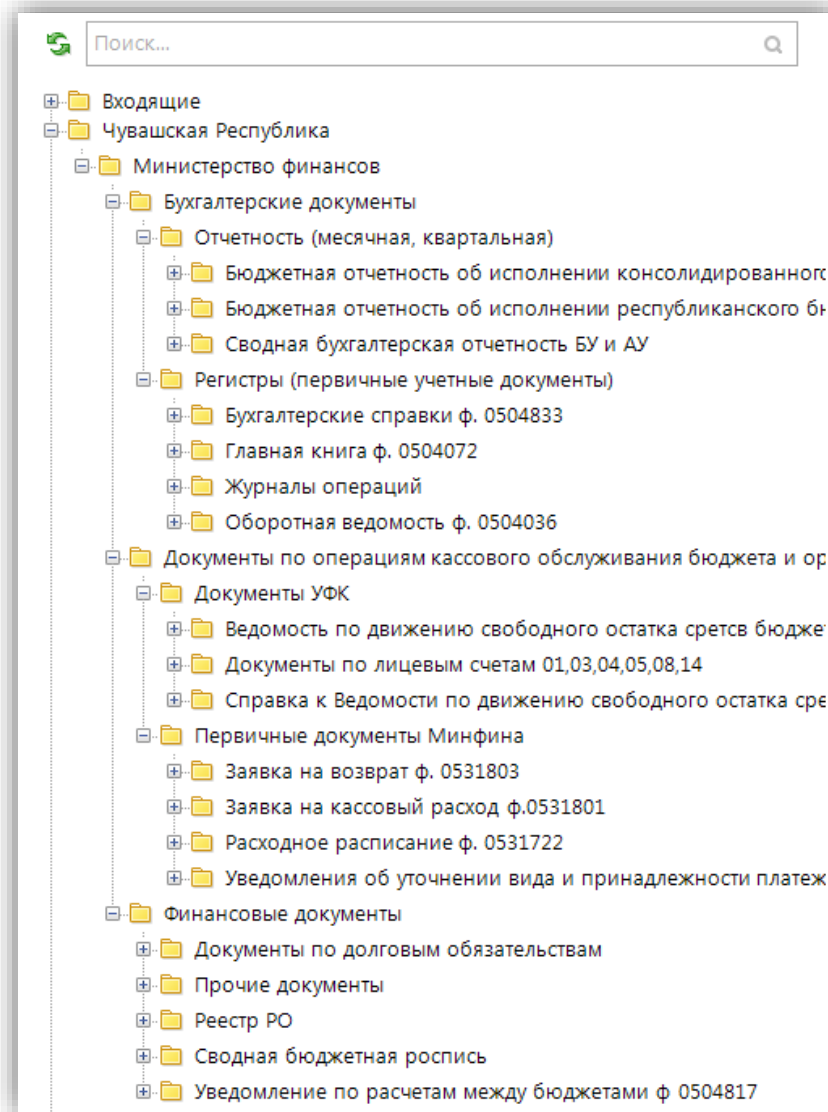 Поиск...
Входящие
Чувашская Республика
Министерство финансов
Бухгалтерские документы
Отчетность (месячная, квартальная)
Бюджетная отчетность об исполнении консолидированного
Бюджетная отчетность об исполнении республиканского
Сводная бухгалтерская отчетность БУ и АУ
Регистры (первичные учетные документы)
Бухгалтерские справки ф. 0504833
Главная книга ф. 0504072
Журналы операций
Оборотная ведомость ф. 0504036
Документы по операциям кассового обслуживания бюджета и
Документы УФК
Ведомость по движению свободного остатка сретсв
Документы по лицевым счетам 01,03,04,05,08,14
Справка к Ведомости по движению свободного остатка
Первичные документы Минфина
Заявка на возврат ф. 0531803
Заявка на кассовый расход ф.0531801
Расходное расписание ф. 0531722
Уведомления об уточнении вида и принадлежности
Финансовые документы
Документы по долговым обязательствам
Прочие документы
Реестр РО
Сводная бюджетная роспись
Уведомление по расчетам между бюджетами ф 0504817